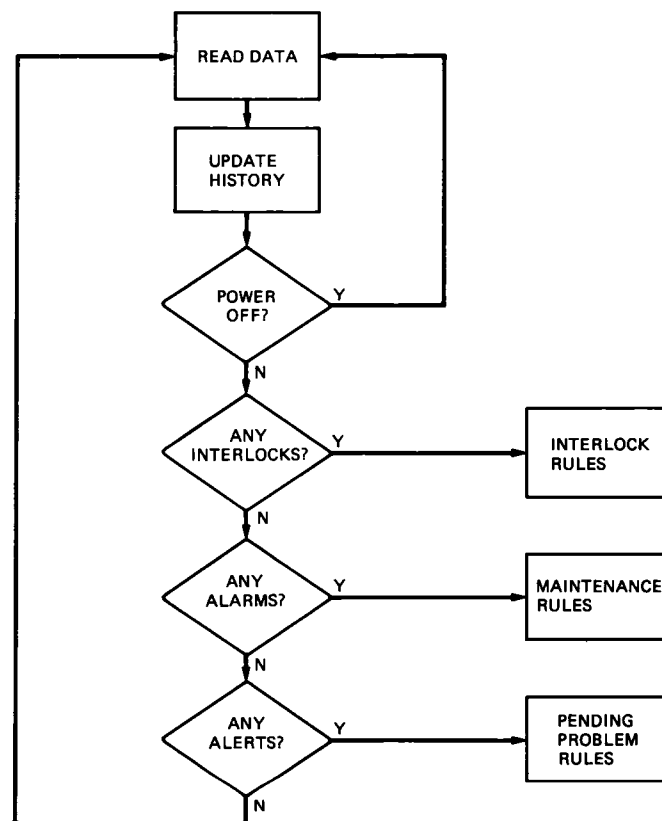 READ DATA
UPDATE
HISTORY
POWER
OFF?
Y
N
ANY
INTERLOCKS?
Y
INTERLOCK
RULES
N
ANY
ALARMS?
Y
MAINTENANCE
RULES
N
ANY
ALERTS?
Y
PENDING
PROBLEM
RULES
N